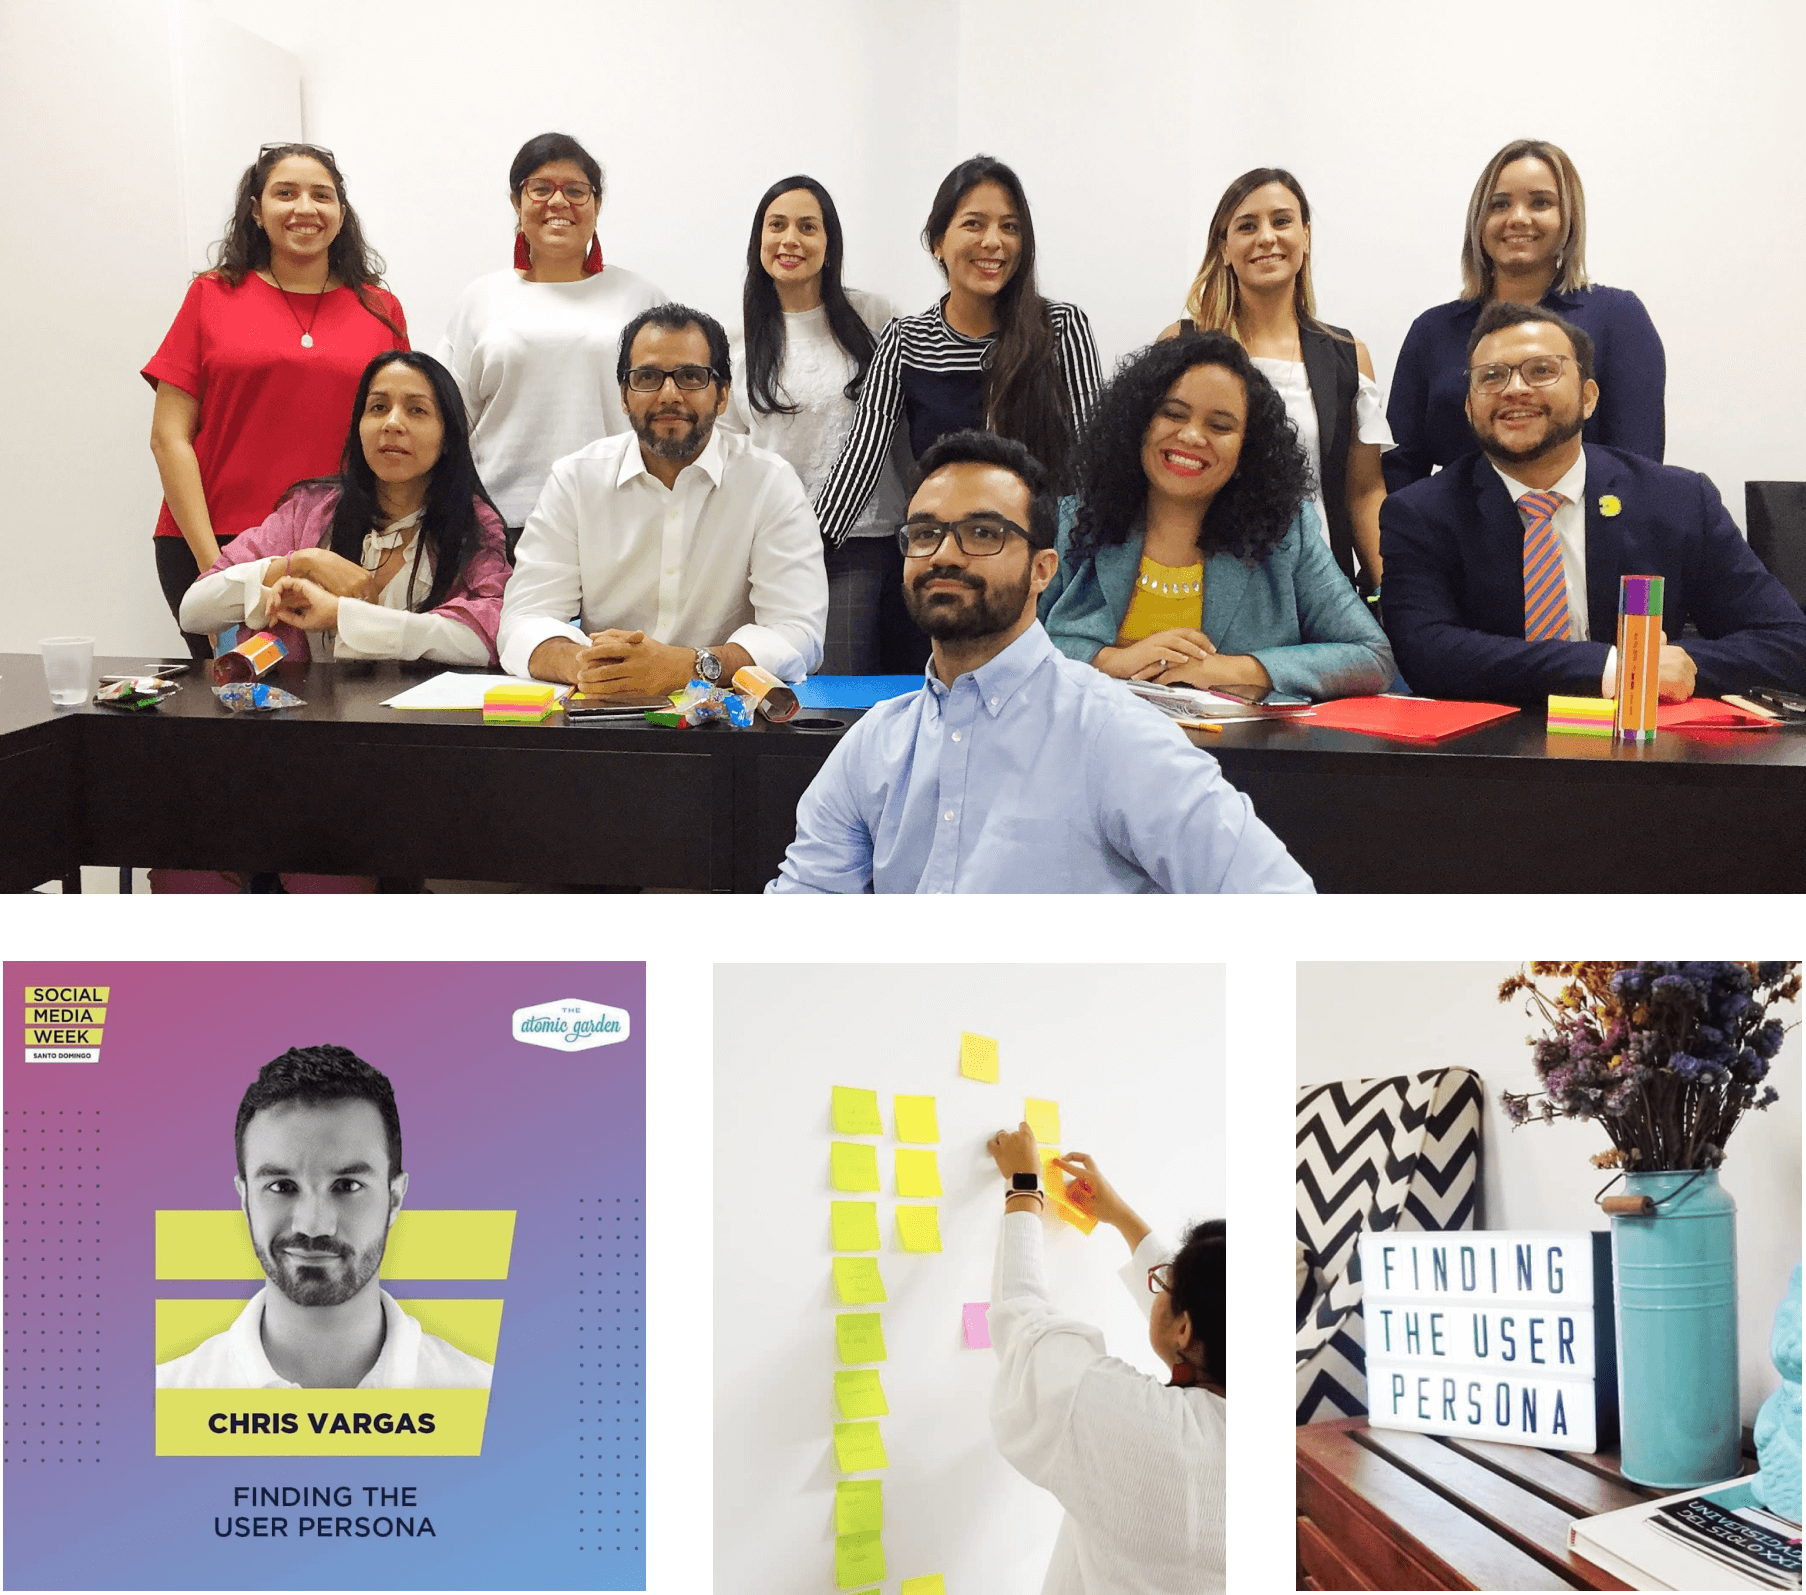 SOCIAL
MEDIA
WEEK
SANTO DOMINGO
THE
atomic garden
CHRIS VARGAS
FINDING THE
USER PERSONA
FINDING
THE USER
PERSONA
UNIVERSIDAD
DEL SIGLO XXI